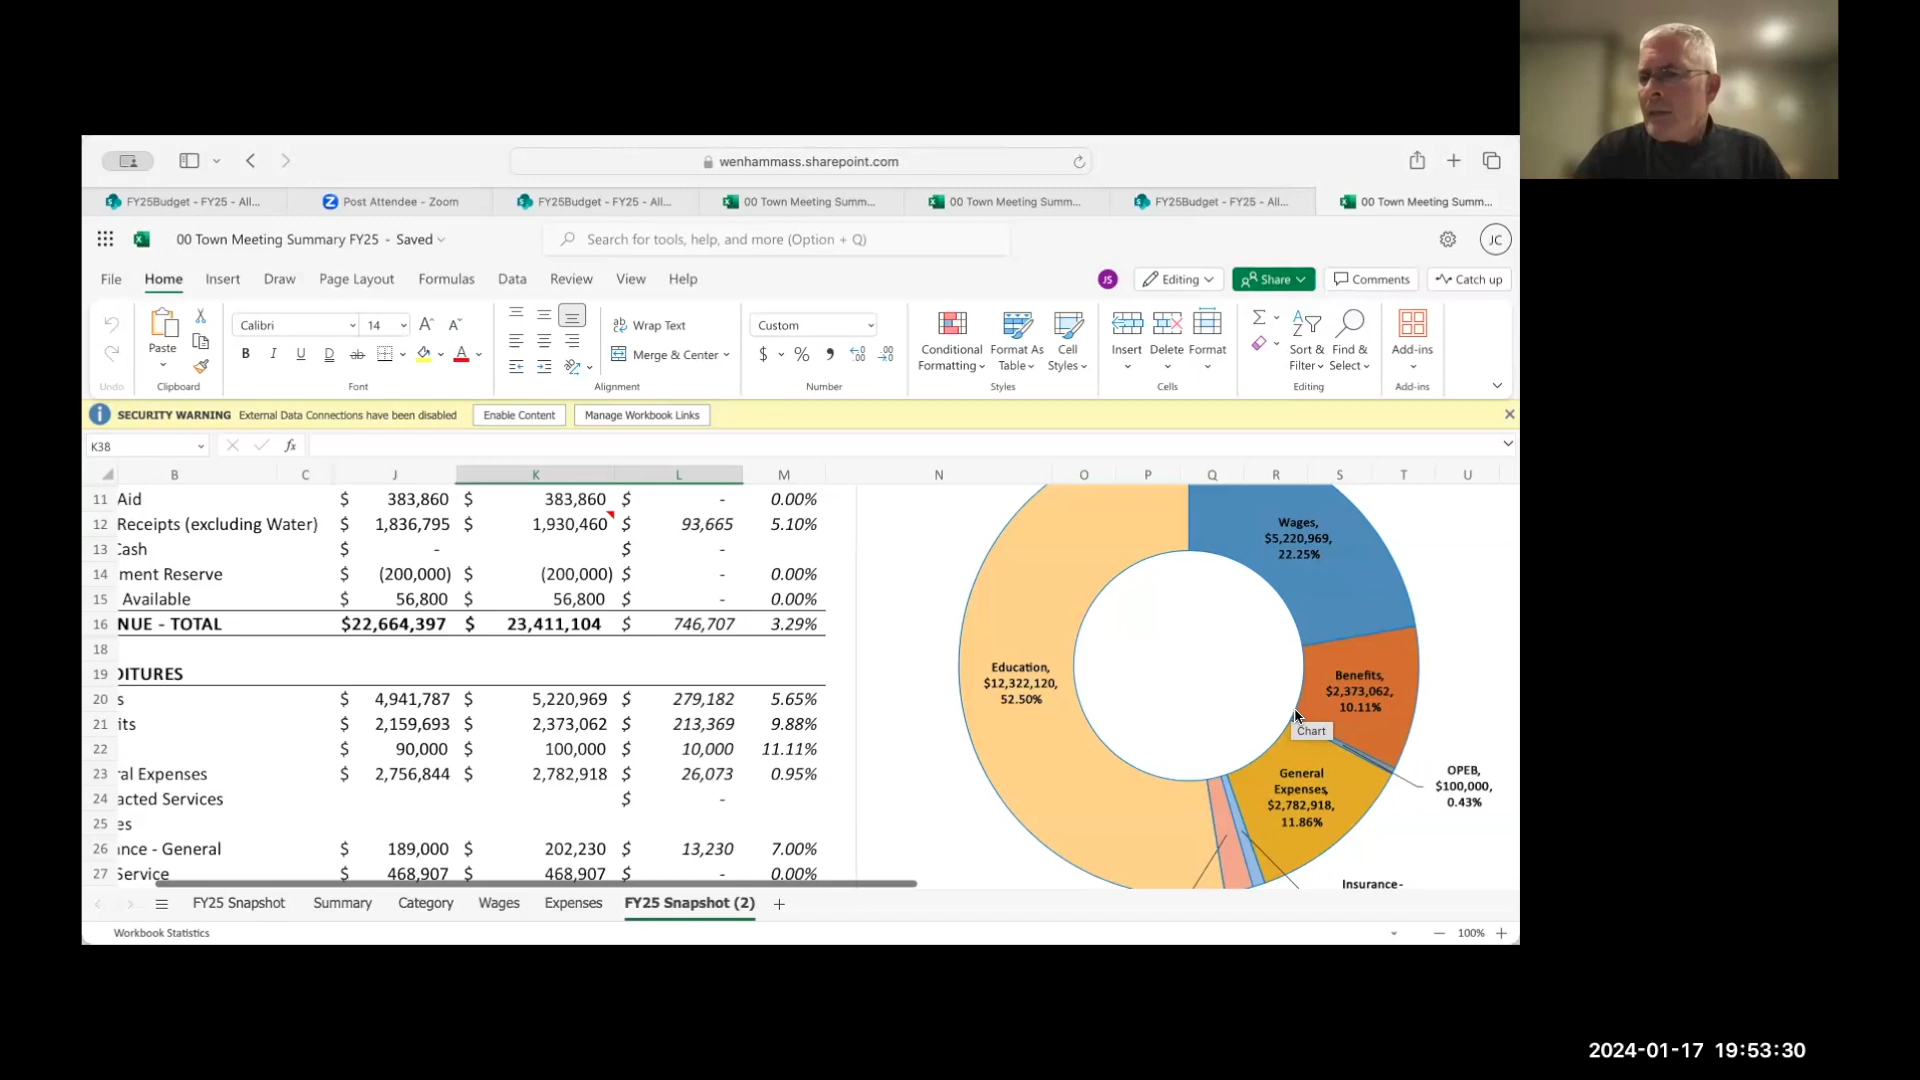 wenhammass.sharepoint.com
FY25Budget - FY25 - All...
Post Attendee - Zoom
FY25Budget - FY25 - All...
00 Town Meeting Summ...
00 Town Meeting Summ...
FY25Budget - FY25 - All...
00 Town Meeting Summ...
00 Town Meeting Summary FY25 - Saved
Search for tools, help, and more (Option + Q)
JC
File Home Insert Draw Page Layout Formulas Data Review View Help
JS Editing Share Comments Catch up
Undo
Paste
Clipboard
Calibri 14
B I U D ab A
Font
Wrap Text
Merge & Center
Alignment
Custom
$ % 9 .00
Number
Conditional Formatting
Format As Table
Cell Styles
Styles
Insert Delete Format
Cells
Sort & Filter
Find & Select
Editing
Add-ins
Add-ins
SECURITY WARNING External Data Connections have been disabled Enable Content Manage Workbook Links
K38 fx
B C J K L M N O P Q R S T U
11 Aid $ 383,860 $ 383,860 $ - 0.00%
12 Receipts (excluding Water) $ 1,836,795 $ 1,930,460 $ 93,665 5.10%
13 Cash $ - $ -
14 ment Reserve $ (200,000) $ (200,000) $ - 0.00%
15 Available $ 56,800 $ 56,800 $ - 0.00%
16 NUE - TOTAL $22,664,397 $ 23,411,104 $ 746,707 3.29%
18
19 DITURES
20 s $ 4,941,787 $ 5,220,969 $ 279,182 5.65%
21 its $ 2,159,693 $ 2,373,062 $ 213,369 9.88%
22 $ 90,000 $ 100,000 $ 10,000 11.11%
23 ral Expenses $ 2,756,844 $ 2,782,918 $ 26,073 0.95%
24 acted Services $ -
25 es
26 nce - General $ 189,000 $ 202,230 $ 13,230 7.00%
27 Service $ 468,907 $ 468,907 $ - 0.00%
Wages,
$5,220,969,
22.25%
Education,
$12,322,120,
52.50%
Benefits,
$2,373,062,
10.11%
Chart
General
Expenses,
$2,782,918,
11.86%
OPEB,
$100,000,
0.43%
Insurance-
FY25 Snapshot Summary Category Wages Expenses FY25 Snapshot (2)
Workbook Statistics
100%
2024-01-17 19:53:30